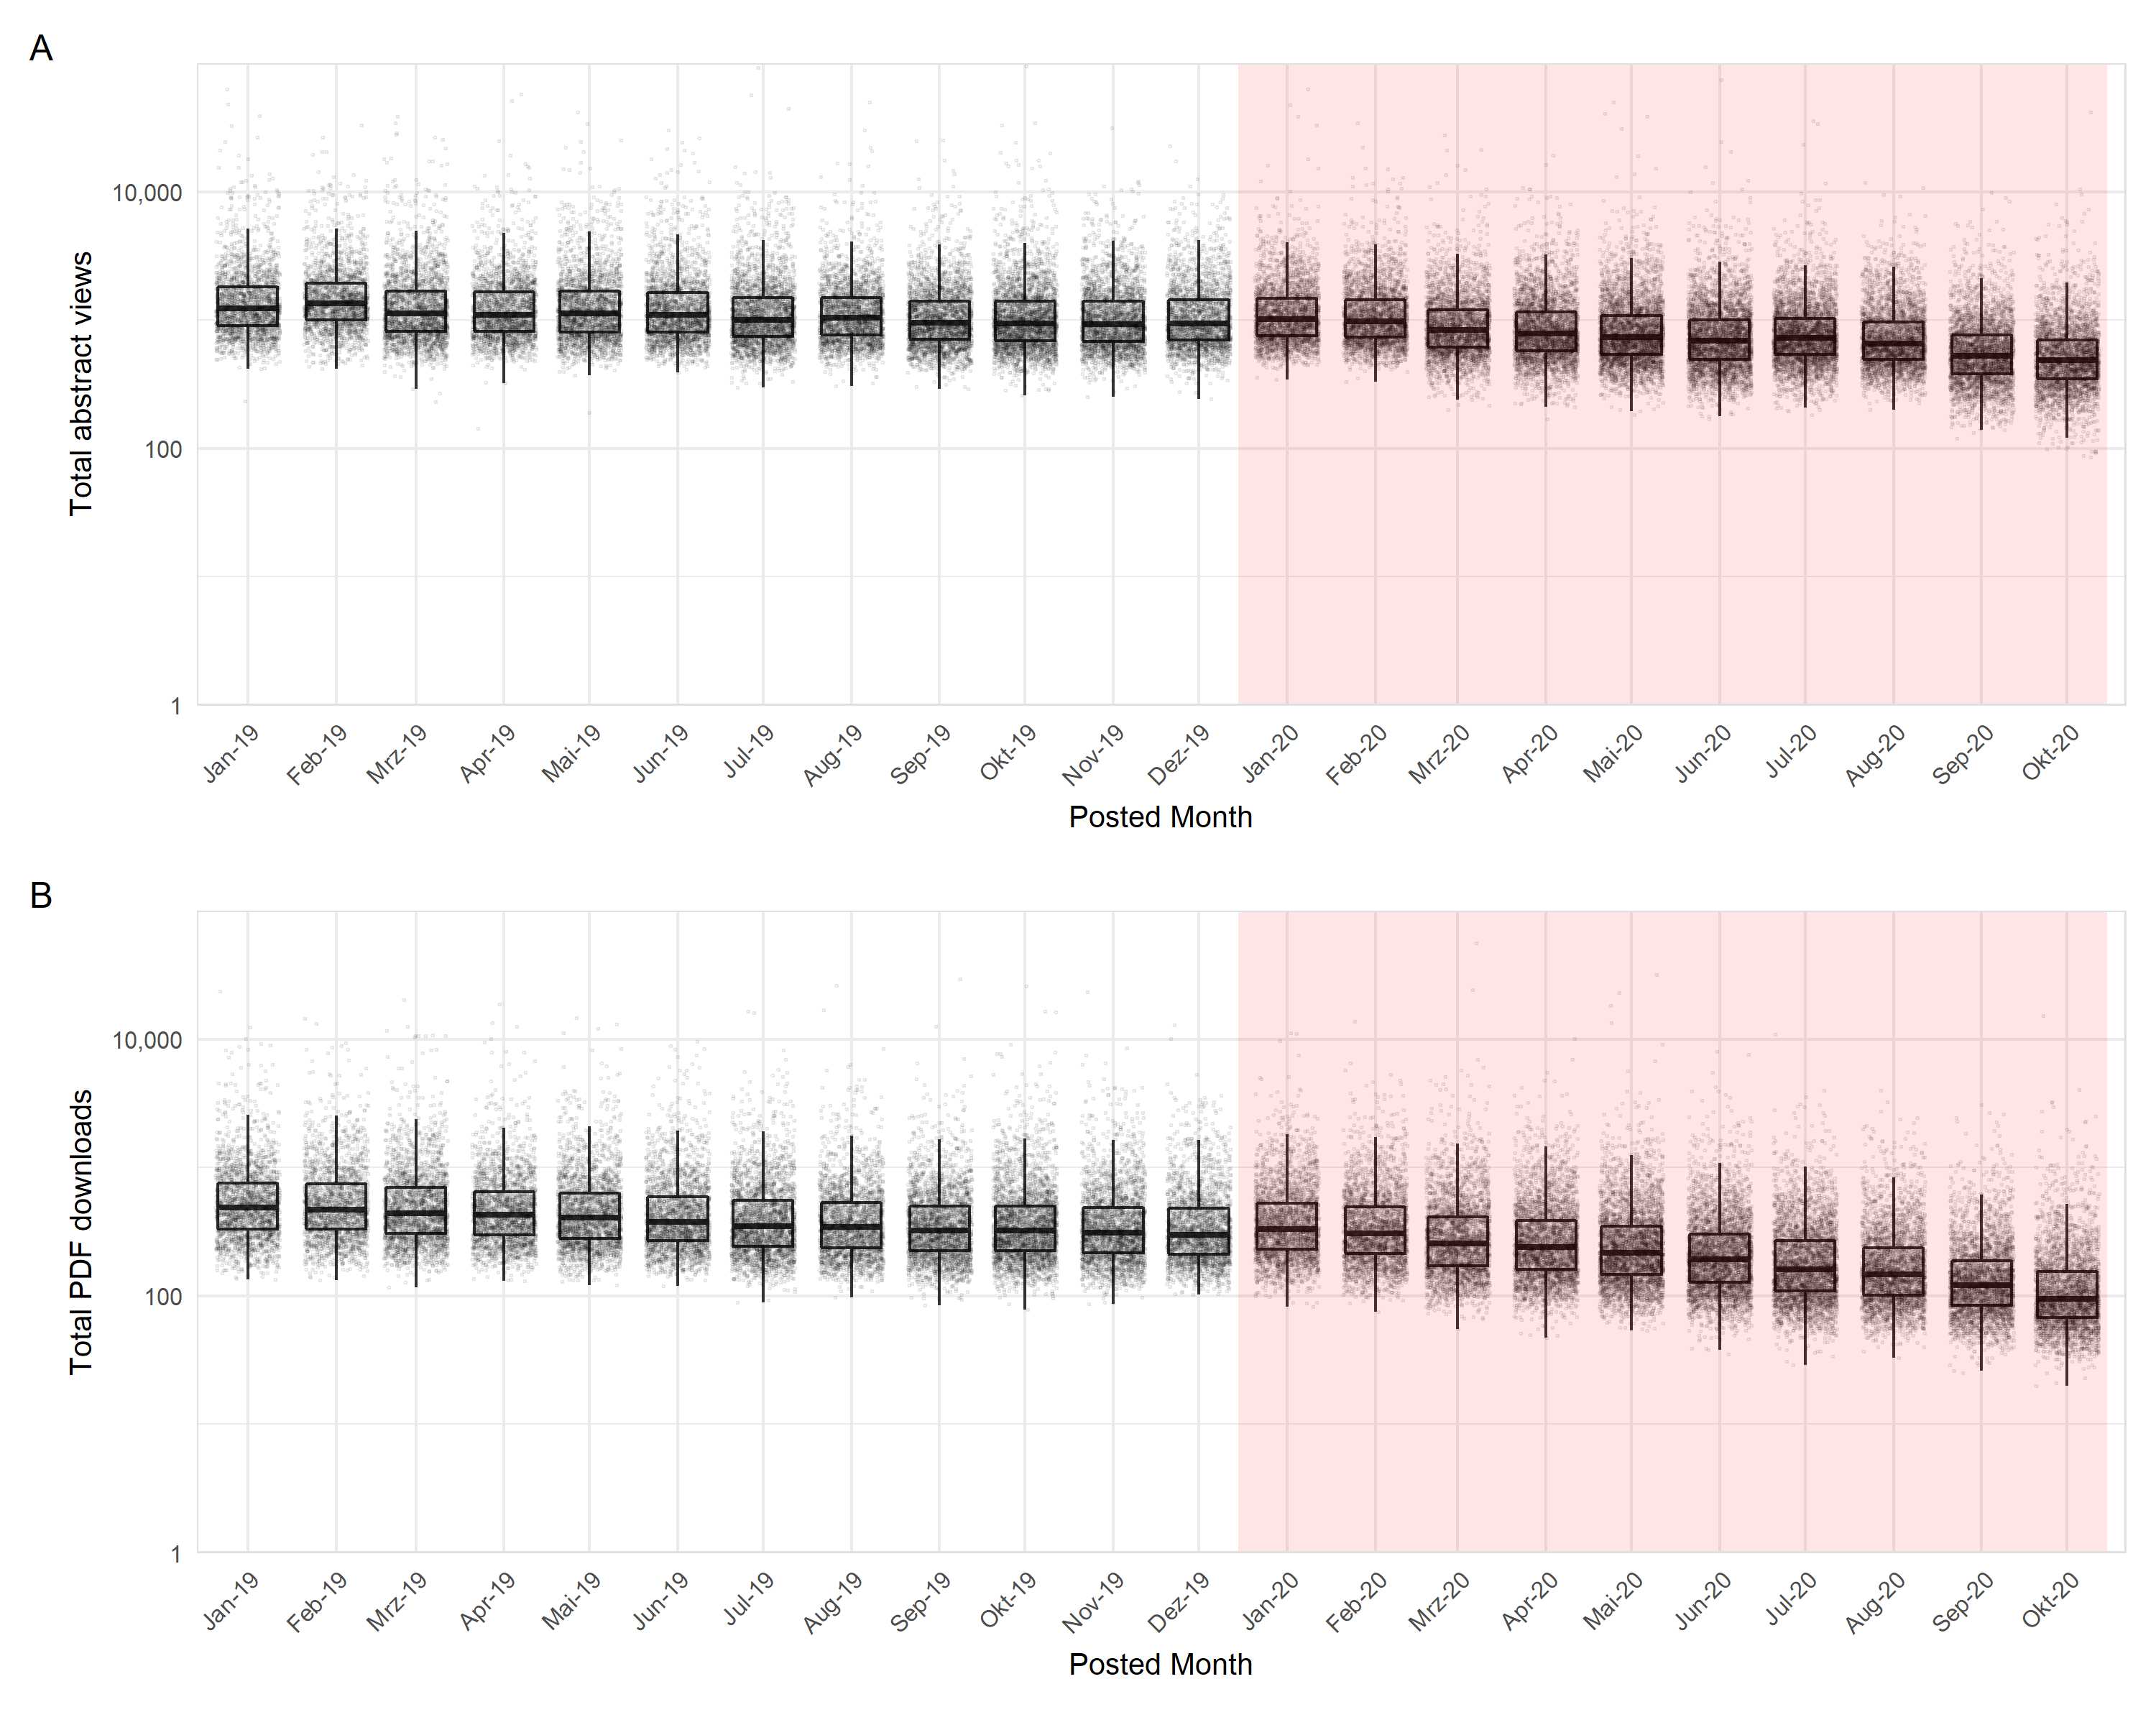 A
Total abstract views
10,000
100
1
Jan-19 Feb-19 Mrz-19 Apr-19 Mai-19 Jun-19 Jul-19 Aug-19 Sep-19 Okt-19 Nov-19 Dez-19 Jan-20 Feb-20 Mrz-20 Apr-20 Mai-20 Jun-20 Jul-20 Aug-20 Sep-20 Okt-20
Posted Month
B
Total PDF downloads
10,000
100
1
Jan-19 Feb-19 Mrz-19 Apr-19 Mai-19 Jun-19 Jul-19 Aug-19 Sep-19 Okt-19 Nov-19 Dez-19 Jan-20 Feb-20 Mrz-20 Apr-20 Mai-20 Jun-20 Jul-20 Aug-20 Sep-20 Okt-20
Posted Month